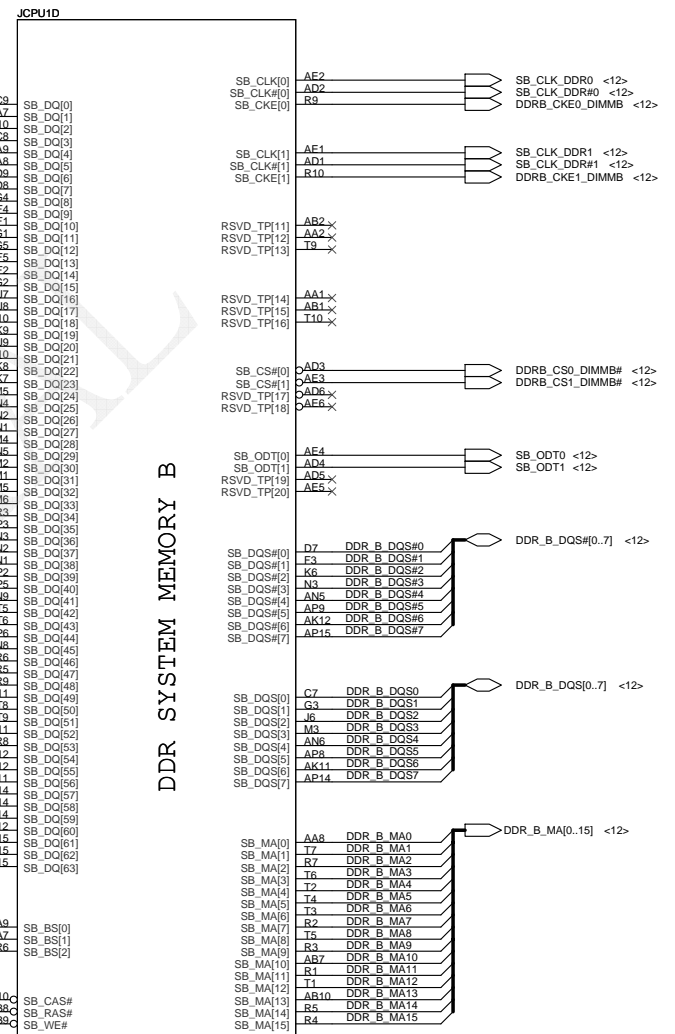 JCPU1D
SB_CLK[0] AE2 SB_CLK_DDR0 <12>
SB_CLK#[0] AD2 SB_CLK_DDR#0 <12>
SB_CKE[0] R9 DDRB_CKE0_DIMMB <12>
SB_DQ[0]
SB_DQ[1]
SB_DQ[2]
SB_DQ[3]
SB_DQ[4] SB_CLK[1] AE1 SB_CLK_DDR1 <12>
SB_DQ[5] SB_CLK#[1] AD1 SB_CLK_DDR#1 <12>
SB_DQ[6] SB_CKE[1] R10 DDRB_CKE1_DIMMB <12>
SB_DQ[7]
SB_DQ[8]
SB_DQ[9]
SB_DQ[10] RSVD_TP[11] AB2
SB_DQ[11] RSVD_TP[12] AA2
SB_DQ[12] RSVD_TP[13] T9
SB_DQ[13]
SB_DQ[14]
SB_DQ[15]
SB_DQ[16] RSVD_TP[14] AA1
SB_DQ[17] RSVD_TP[15] AB1
SB_DQ[18] RSVD_TP[16] T10
SB_DQ[19]
SB_DQ[20]
SB_DQ[21]
SB_DQ[22] SB_CS#[0] AD3 DDRB_CS0_DIMMB# <12>
SB_DQ[23] SB_CS#[1] AE3 DDRB_CS1_DIMMB# <12>
SB_DQ[24] RSVD_TP[17] AD6
SB_DQ[25] RSVD_TP[18] AE6
SB_DQ[26]
SB_DQ[27]
SB_DQ[28]
SB_DQ[29] SB_ODT[0] AE4 SB_ODT0 <12>
SB_DQ[30] SB_ODT[1] AD4 SB_ODT1 <12>
SB_DQ[31] RSVD_TP[19] AD5
SB_DQ[32] RSVD_TP[20] AE5
SB_DQ[33]
SB_DQ[34]
SB_DQ[35]
SB_DQ[36] DDR_B_DQS#[0..7] <12>
SB_DQ[37] SB_DQS#[0] D7 DDR_B_DQS#0
SB_DQ[38] SB_DQS#[1] F3 DDR_B_DQS#1
SB_DQ[39] SB_DQS#[2] K6 DDR_B_DQS#2
SB_DQ[40] SB_DQS#[3] N3 DDR_B_DQS#3
SB_DQ[41] SB_DQS#[4] AN5 DDR_B_DQS#4
SB_DQ[42] SB_DQS#[5] AP9 DDR_B_DQS#5
SB_DQ[43] SB_DQS#[6] AK12 DDR_B_DQS#6
SB_DQ[44] SB_DQS#[7] AP15 DDR_B_DQS#7
SB_DQ[45]
SB_DQ[46]
SB_DQ[47]
SB_DQ[48] DDR_B_DQS[0..7] <12>
SB_DQ[49] SB_DQS[0] C7 DDR_B_DQS0
SB_DQ[50] SB_DQS[1] G3 DDR_B_DQS1
SB_DQ[51] SB_DQS[2] J6 DDR_B_DQS2
SB_DQ[52] SB_DQS[3] M3 DDR_B_DQS3
SB_DQ[53] SB_DQS[4] AN6 DDR_B_DQS4
SB_DQ[54] SB_DQS[5] AP8 DDR_B_DQS5
SB_DQ[55] SB_DQS[6] AK11 DDR_B_DQS6
SB_DQ[56] SB_DQS[7] AP14 DDR_B_DQS7
SB_DQ[57]
SB_DQ[58]
SB_DQ[59]
SB_DQ[60] DDR_B_MA[0..15] <12>
SB_DQ[61] SB_MA[0] AA8 DDR_B_MA0
SB_DQ[62] SB_MA[1] T7 DDR_B_MA1
SB_DQ[63] SB_MA[2] R7 DDR_B_MA2
SB_MA[3] T6 DDR_B_MA3
SB_MA[4] T2 DDR_B_MA4
SB_MA[5] T4 DDR_B_MA5
SB_MA[6] T3 DDR_B_MA6
SB_BS[0] SB_MA[7] R2 DDR_B_MA7
SB_BS[1] SB_MA[8] T5 DDR_B_MA8
SB_BS[2] SB_MA[9] R3 DDR_B_MA9
SB_MA[10] AB7 DDR_B_MA10
SB_MA[11] R1 DDR_B_MA11
SB_MA[12] T1 DDR_B_MA12
SB_CAS# SB_MA[13] AB10 DDR_B_MA13
SB_RAS# SB_MA[14] R5 DDR_B_MA14
SB_WE# SB_MA[15] R4 DDR_B_MA15
DDR SYSTEM MEMORY B